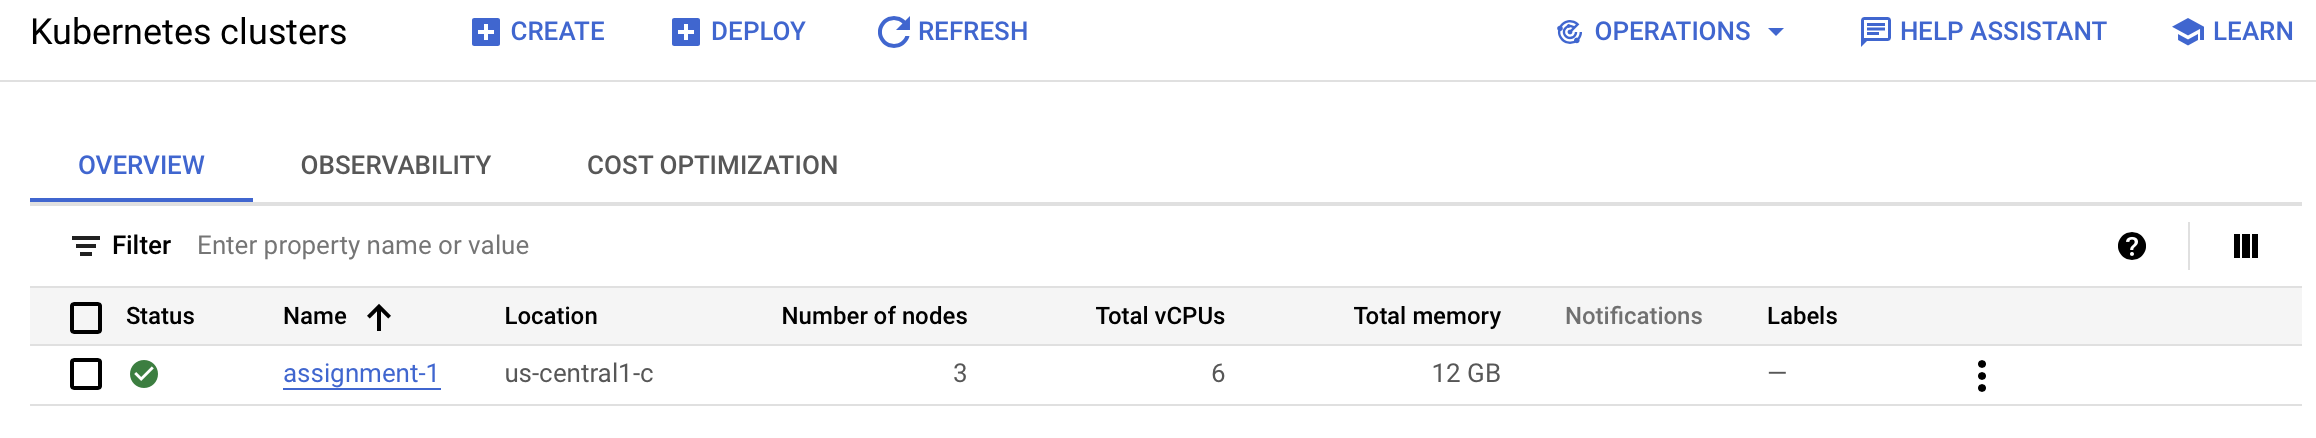 Kubernetes clusters CREATE DEPLOY REFRESH OPERATIONS HELP ASSISTANT LEARN
OVERVIEW OBSERVABILITY COST OPTIMIZATION
Filter Enter property name or value
Status Name Location Number of nodes Total vCPUs Total memory Notifications Labels
assignment-1 us-central1-c 3 6 12 GB —